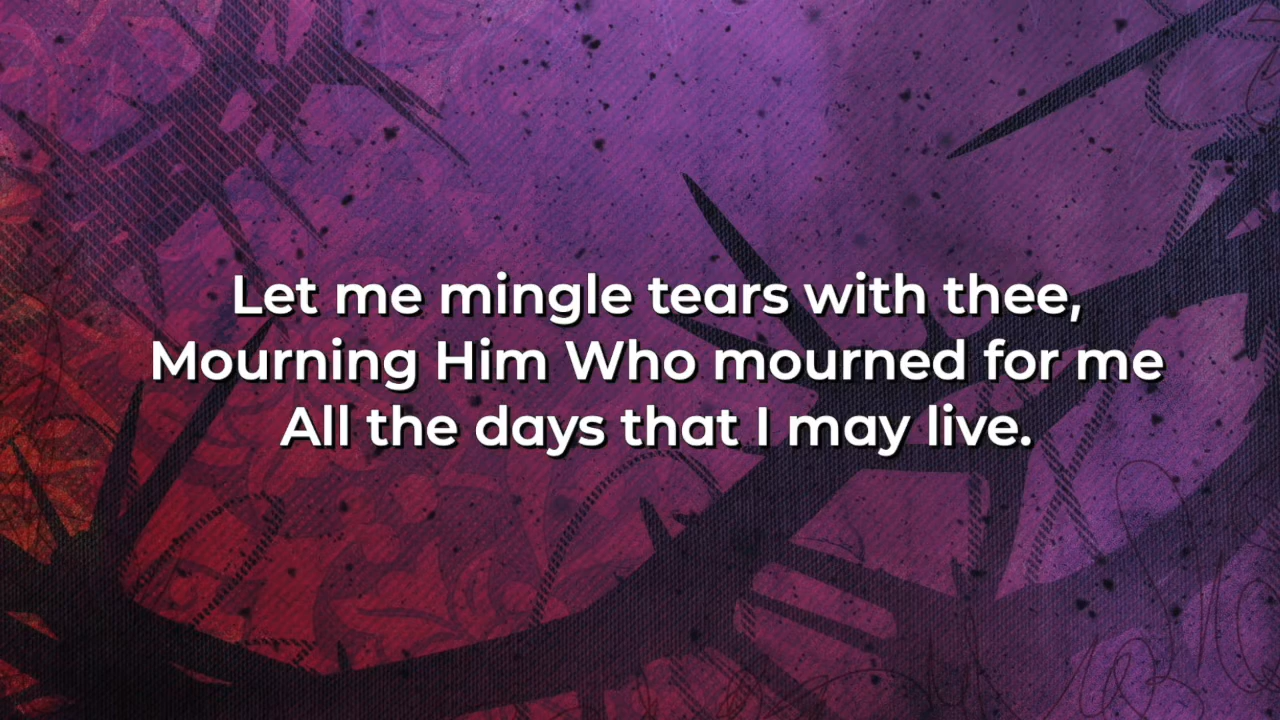 Let me mingle tears with thee,
Mourning Him Who mourned for me
All the days that I may live.